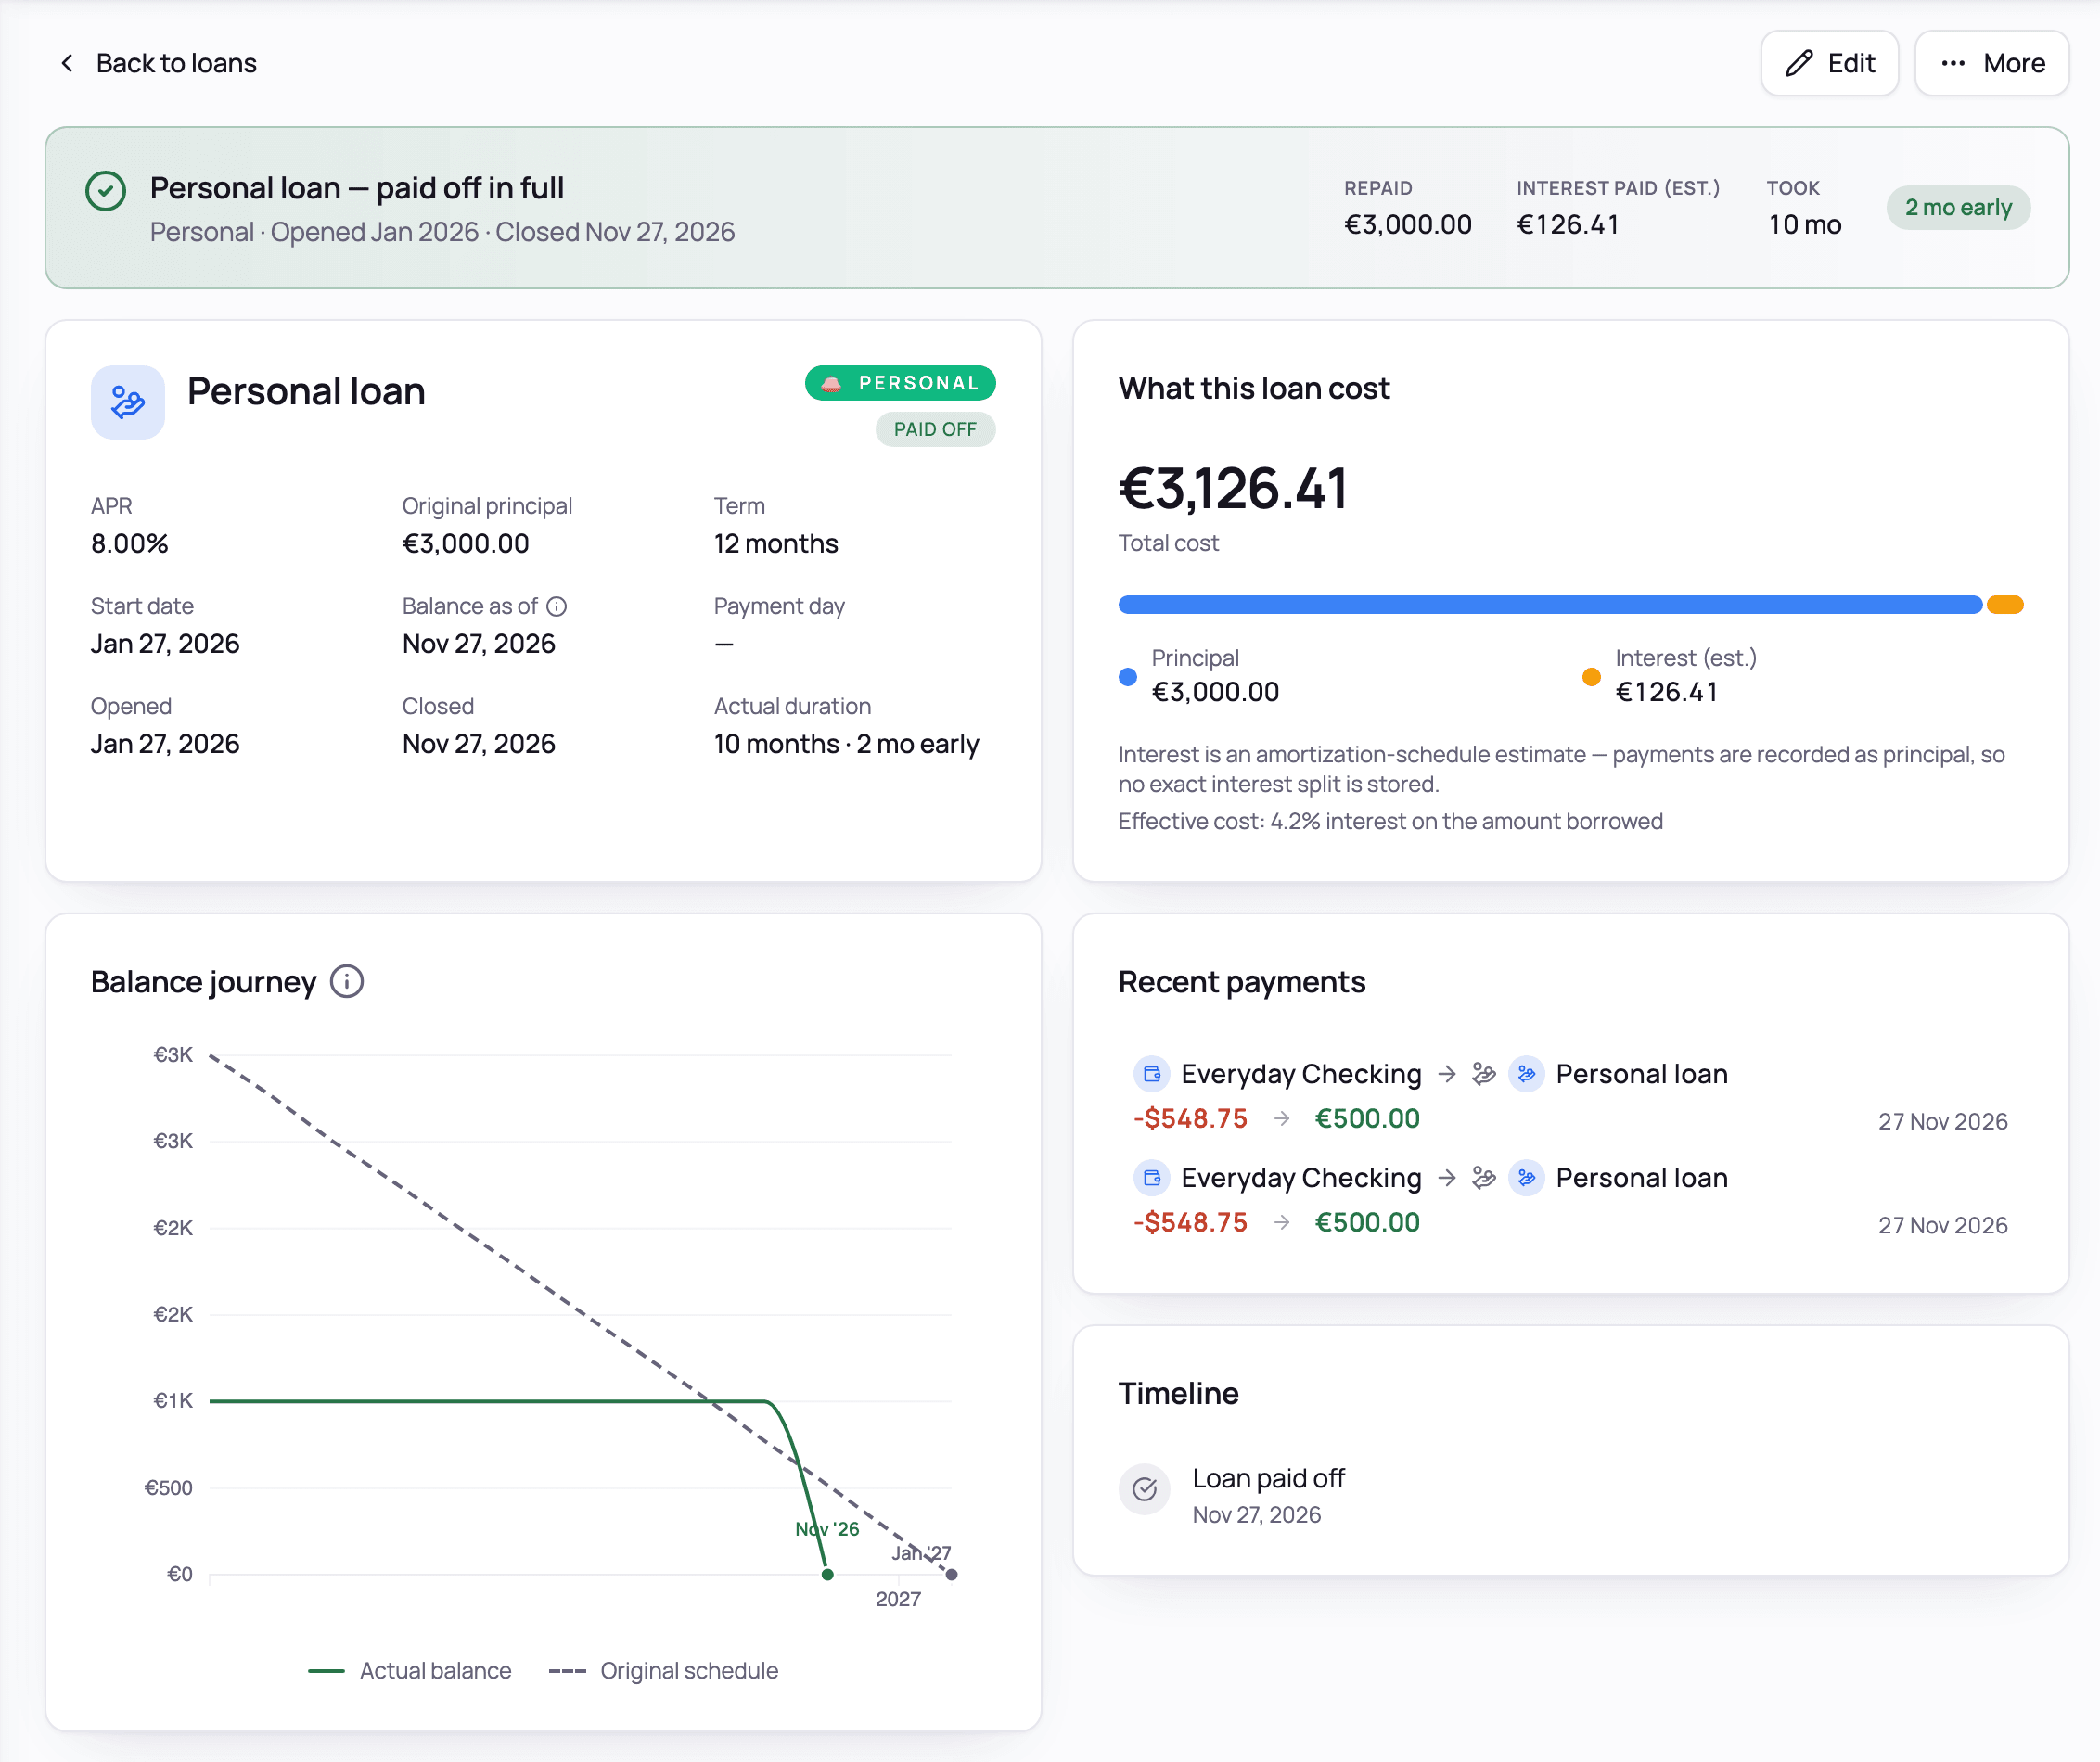 Back to loans
Edit
More
Personal loan — paid off in full
Personal · Opened Jan 2026 · Closed Nov 27, 2026
REPAID
€3,000.00
INTEREST PAID (EST.)
€126.41
TOOK
10 mo
2 mo early
Personal loan
PERSONAL
PAID OFF
APR
8.00%
Original principal
€3,000.00
Term
12 months
Start date
Jan 27, 2026
Balance as of
Nov 27, 2026
Payment day
—
Opened
Jan 27, 2026
Closed
Nov 27, 2026
Actual duration
10 months · 2 mo early
What this loan cost
€3,126.41
Total cost
Principal
€3,000.00
Interest (est.)
€126.41
Interest is an amortization-schedule estimate — payments are recorded as principal, so
no exact interest split is stored.
Effective cost: 4.2% interest on the amount borrowed
Balance journey
€3K
€3K
€2K
€2K
€1K
€500
€0
Nov '26
Jan '27
2027
Actual balance
Original schedule
Recent payments
Everyday Checking → Personal loan
-$548.75 → €500.00
27 Nov 2026
Everyday Checking → Personal loan
-$548.75 → €500.00
27 Nov 2026
Timeline
Loan paid off
Nov 27, 2026